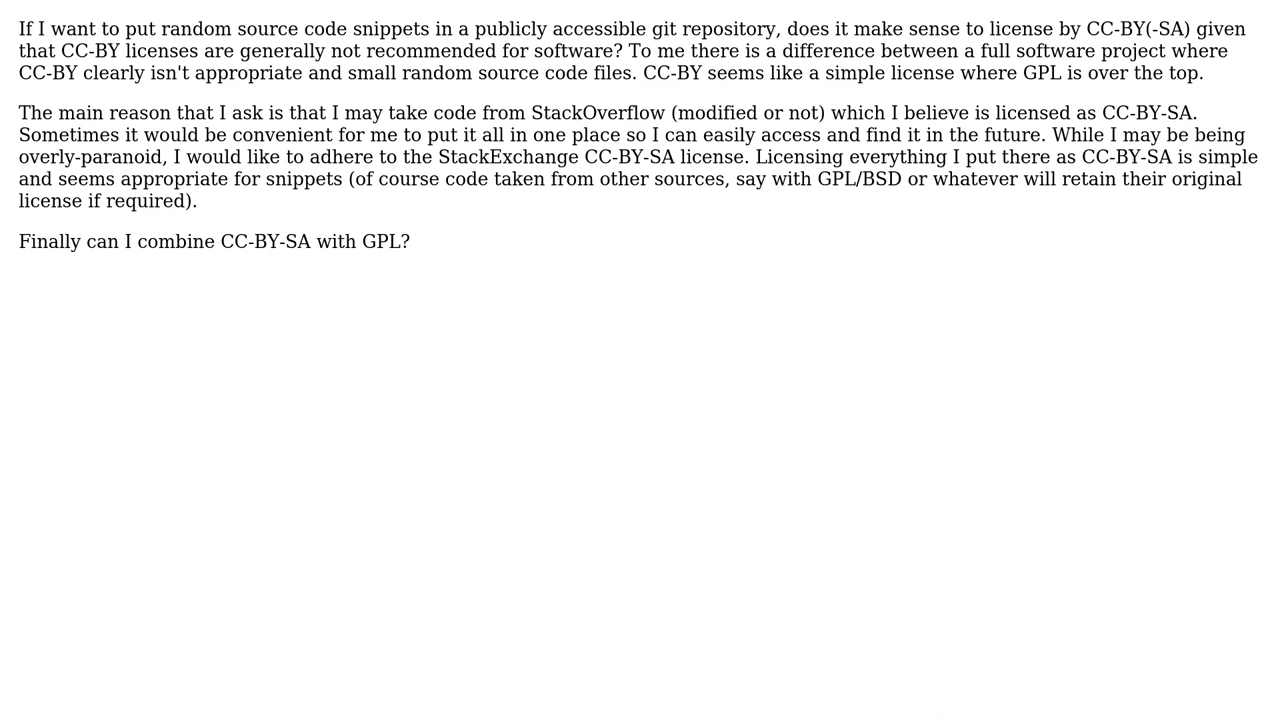 If I want to put random source code snippets in a publicly accessible git repository, does it make sense to license by CC-BY(-SA) given
that CC-BY licenses are generally not recommended for software? To me there is a difference between a full software project where
CC-BY clearly isn't appropriate and small random source code files. CC-BY seems like a simple license where GPL is over the top.
The main reason that I ask is that I may take code from StackOverflow (modified or not) which I believe is licensed as CC-BY-SA.
Sometimes it would be convenient for me to put it all in one place so I can easily access and find it in the future. While I may be being
overly-paranoid, I would like to adhere to the StackExchange CC-BY-SA license. Licensing everything I put there as CC-BY-SA is simple
and seems appropriate for snippets (of course code taken from other sources, say with GPL/BSD or whatever will retain their original
license if required).
Finally can I combine CC-BY-SA with GPL?